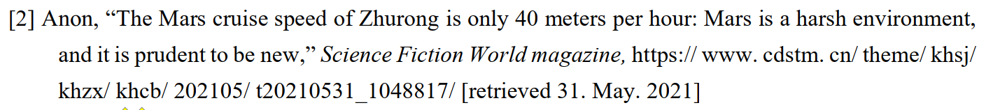 [2] Anon, “The Mars cruise speed of Zhurong is only 40 meters per hour: Mars is a harsh environment,
and it is prudent to be new,” Science Fiction World magazine, https:// www. cdstm. cn/ theme/ khsj/
khzx/ khcb/ 202105/ t20210531_1048817/ [retrieved 31. May. 2021]